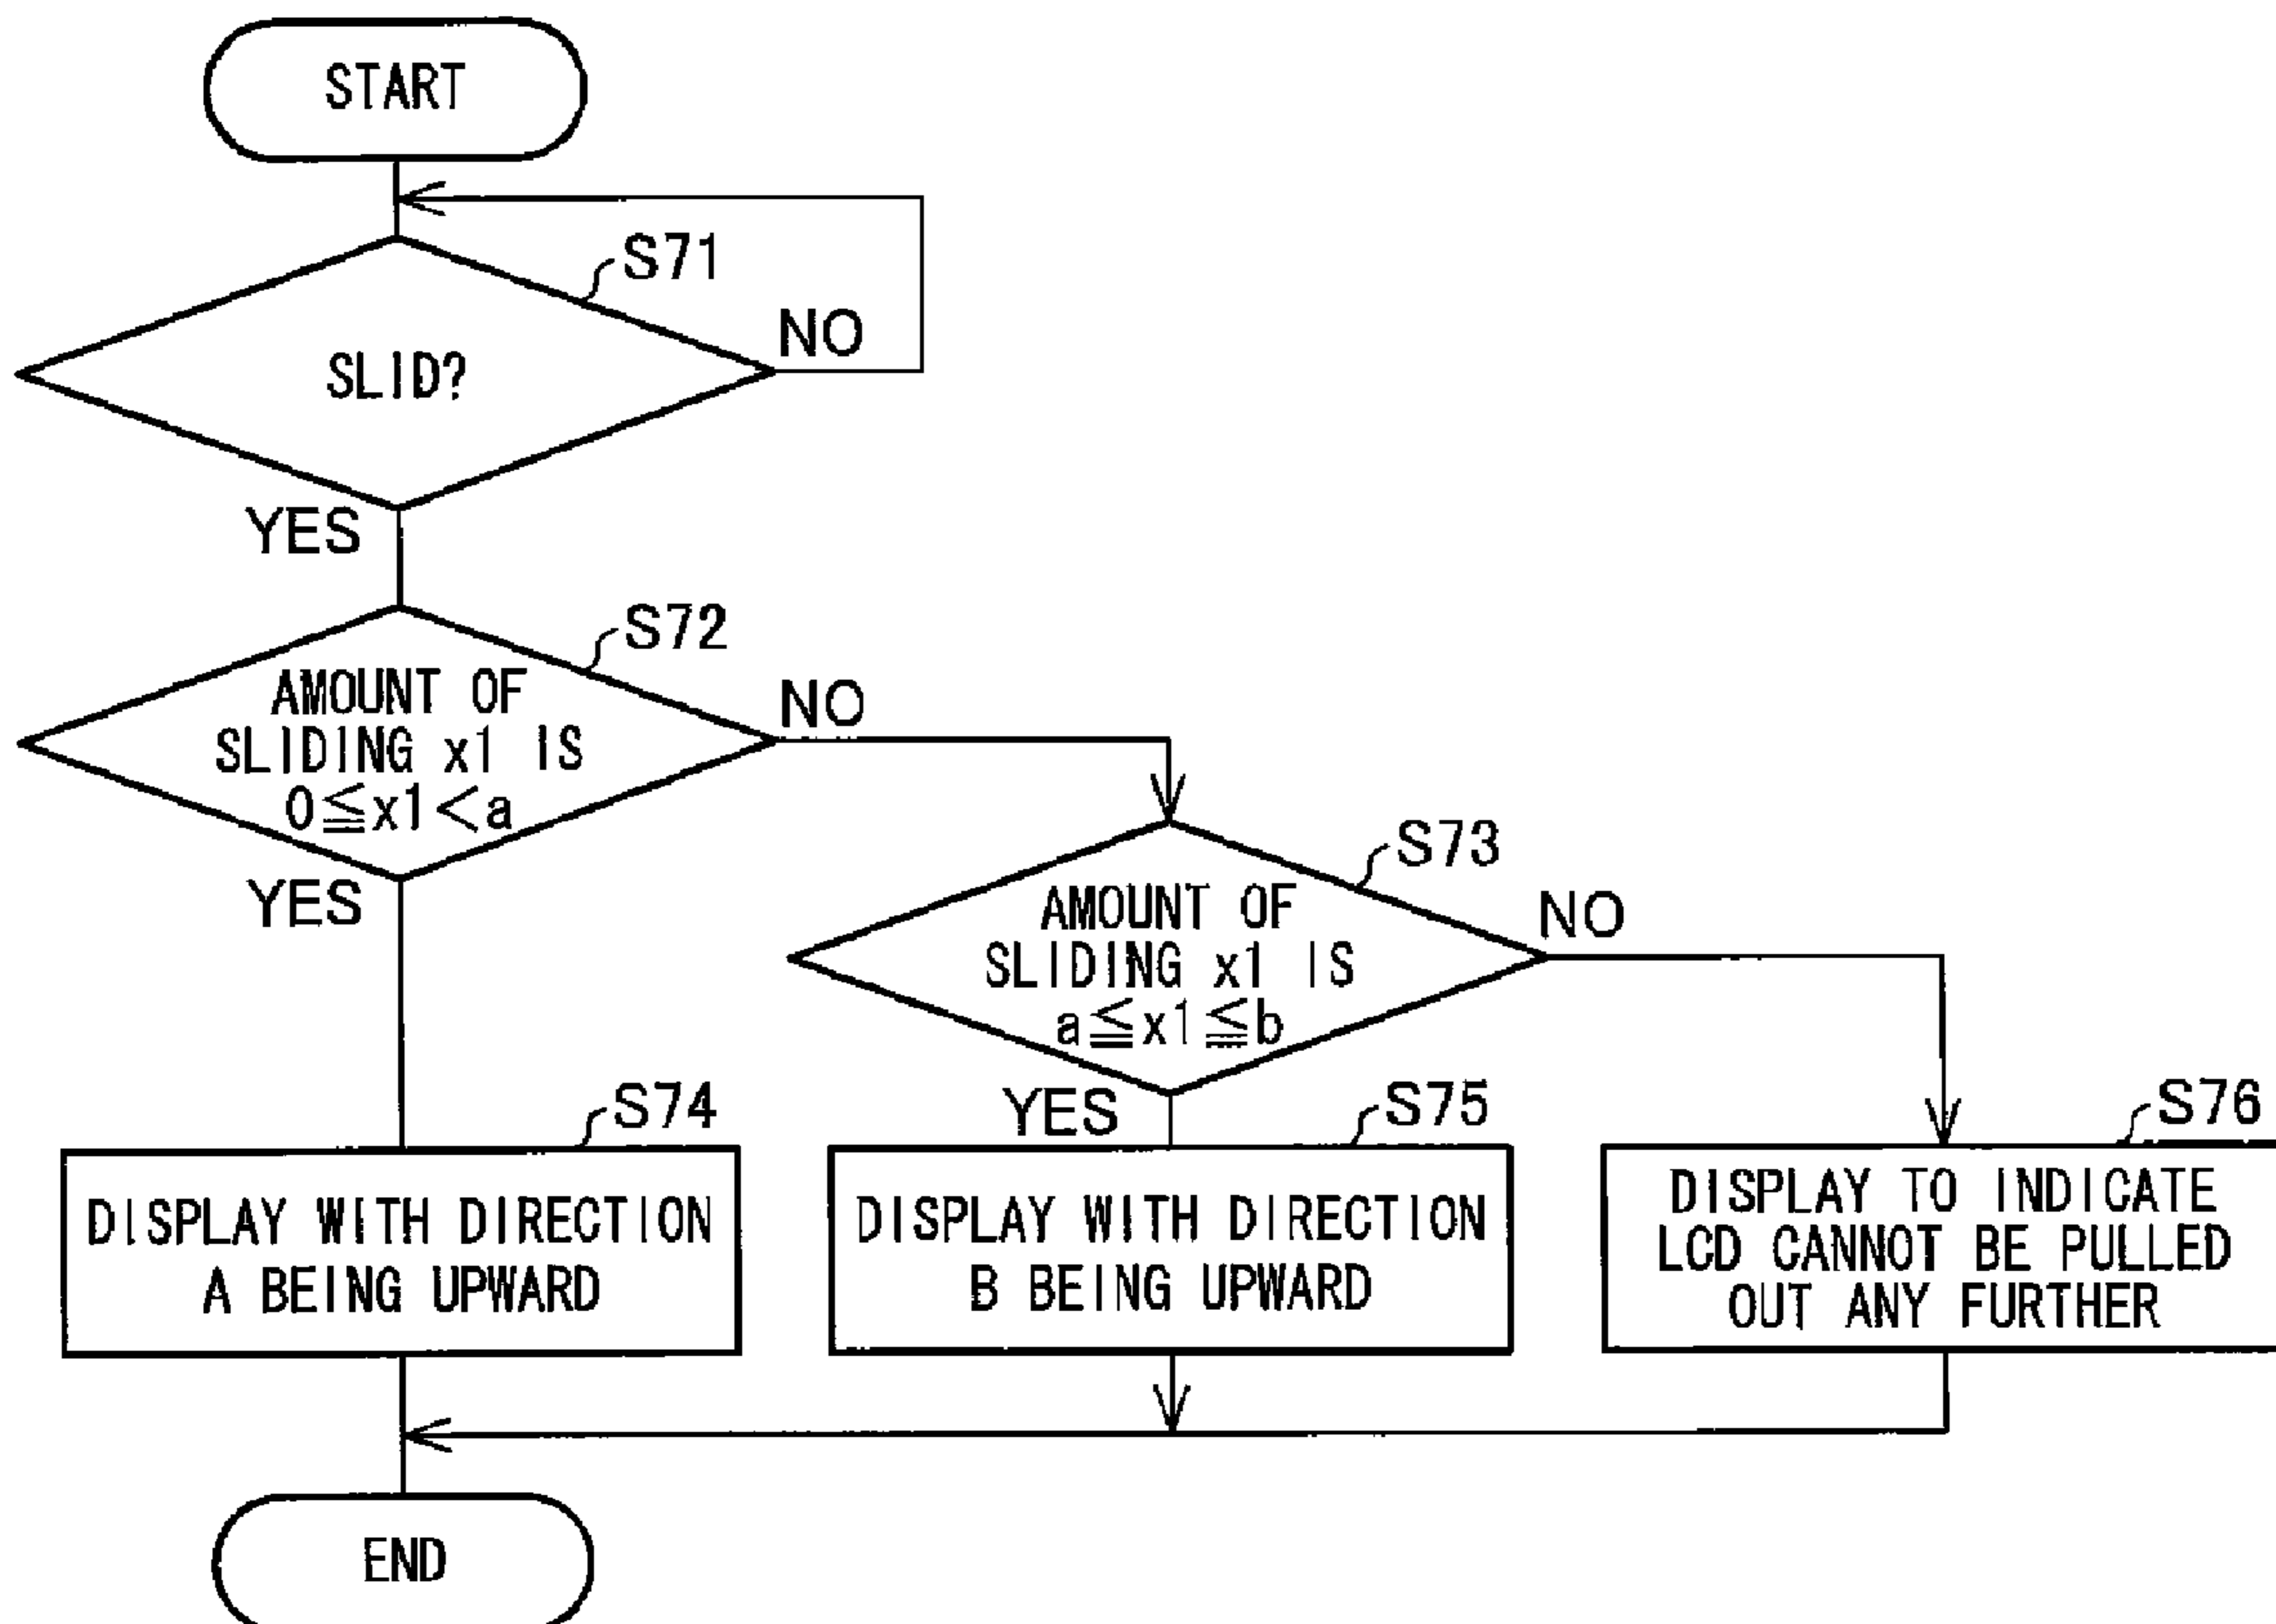 START
S71
SLID?
NO
YES
S72
AMOUNT OF
SLIDING x1 IS
0≦x1<a
NO
YES
S73
AMOUNT OF
SLIDING x1 IS
a≦x1≦b
NO
YES
S74
DISPLAY WITH DIRECTION
A BEING UPWARD
S75
DISPLAY WITH DIRECTION
B BEING UPWARD
S76
DISPLAY TO INDICATE
LCD CANNOT BE PULLED
OUT ANY FURTHER
END